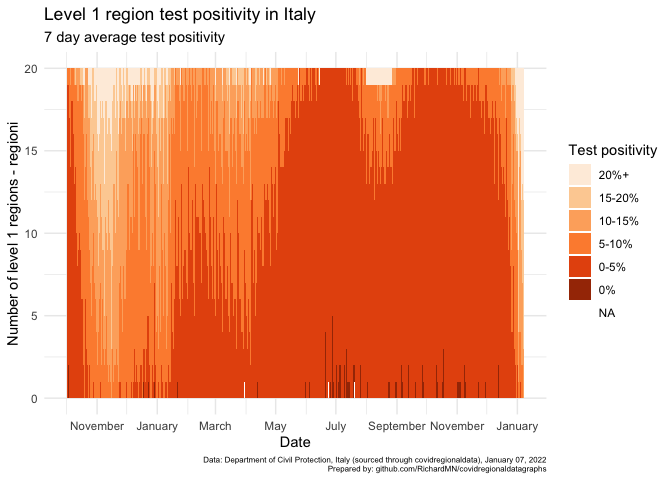 Level 1 region test positivity in Italy
7 day average test positivity
20
15
10
5
0
Number of level 1 regions - regioni
November January March May July September November January
Date
Test positivity
20%+
15-20%
10-15%
5-10%
0-5%
0%
NA
Data: Department of Civil Protection, Italy (sourced through covidregionaldata), January 07, 2022
Prepared by: github.com/RichardMN/covidregionaldatagraphs